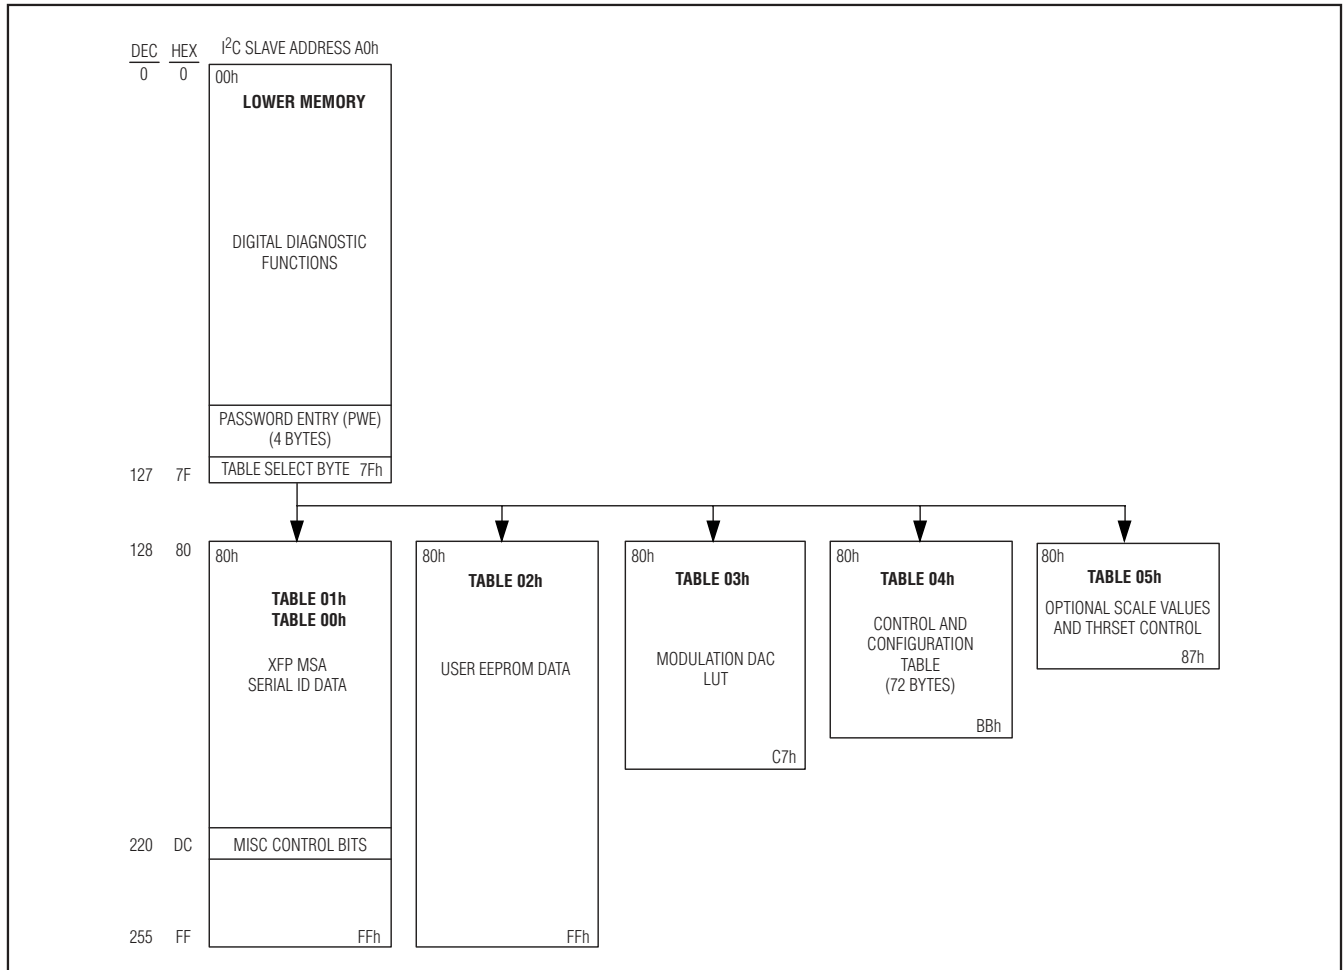 DEC HEX I²C SLAVE ADDRESS A0h
0 0 00h
LOWER MEMORY
DIGITAL DIAGNOSTIC
FUNCTIONS
PASSWORD ENTRY (PWE)
(4 BYTES)
127 7F TABLE SELECT BYTE 7Fh
128 80
80h
TABLE 01h
TABLE 00h
XFP MSA
SERIAL ID DATA
220 DC MISC CONTROL BITS
255 FF FFh
80h
TABLE 02h
USER EEPROM DATA
FFh
80h
TABLE 03h
MODULATION DAC
LUT
C7h
80h
TABLE 04h
CONTROL AND
CONFIGURATION
TABLE
(72 BYTES)
BBh
80h
TABLE 05h
OPTIONAL SCALE VALUES
AND THRSET CONTROL
87h